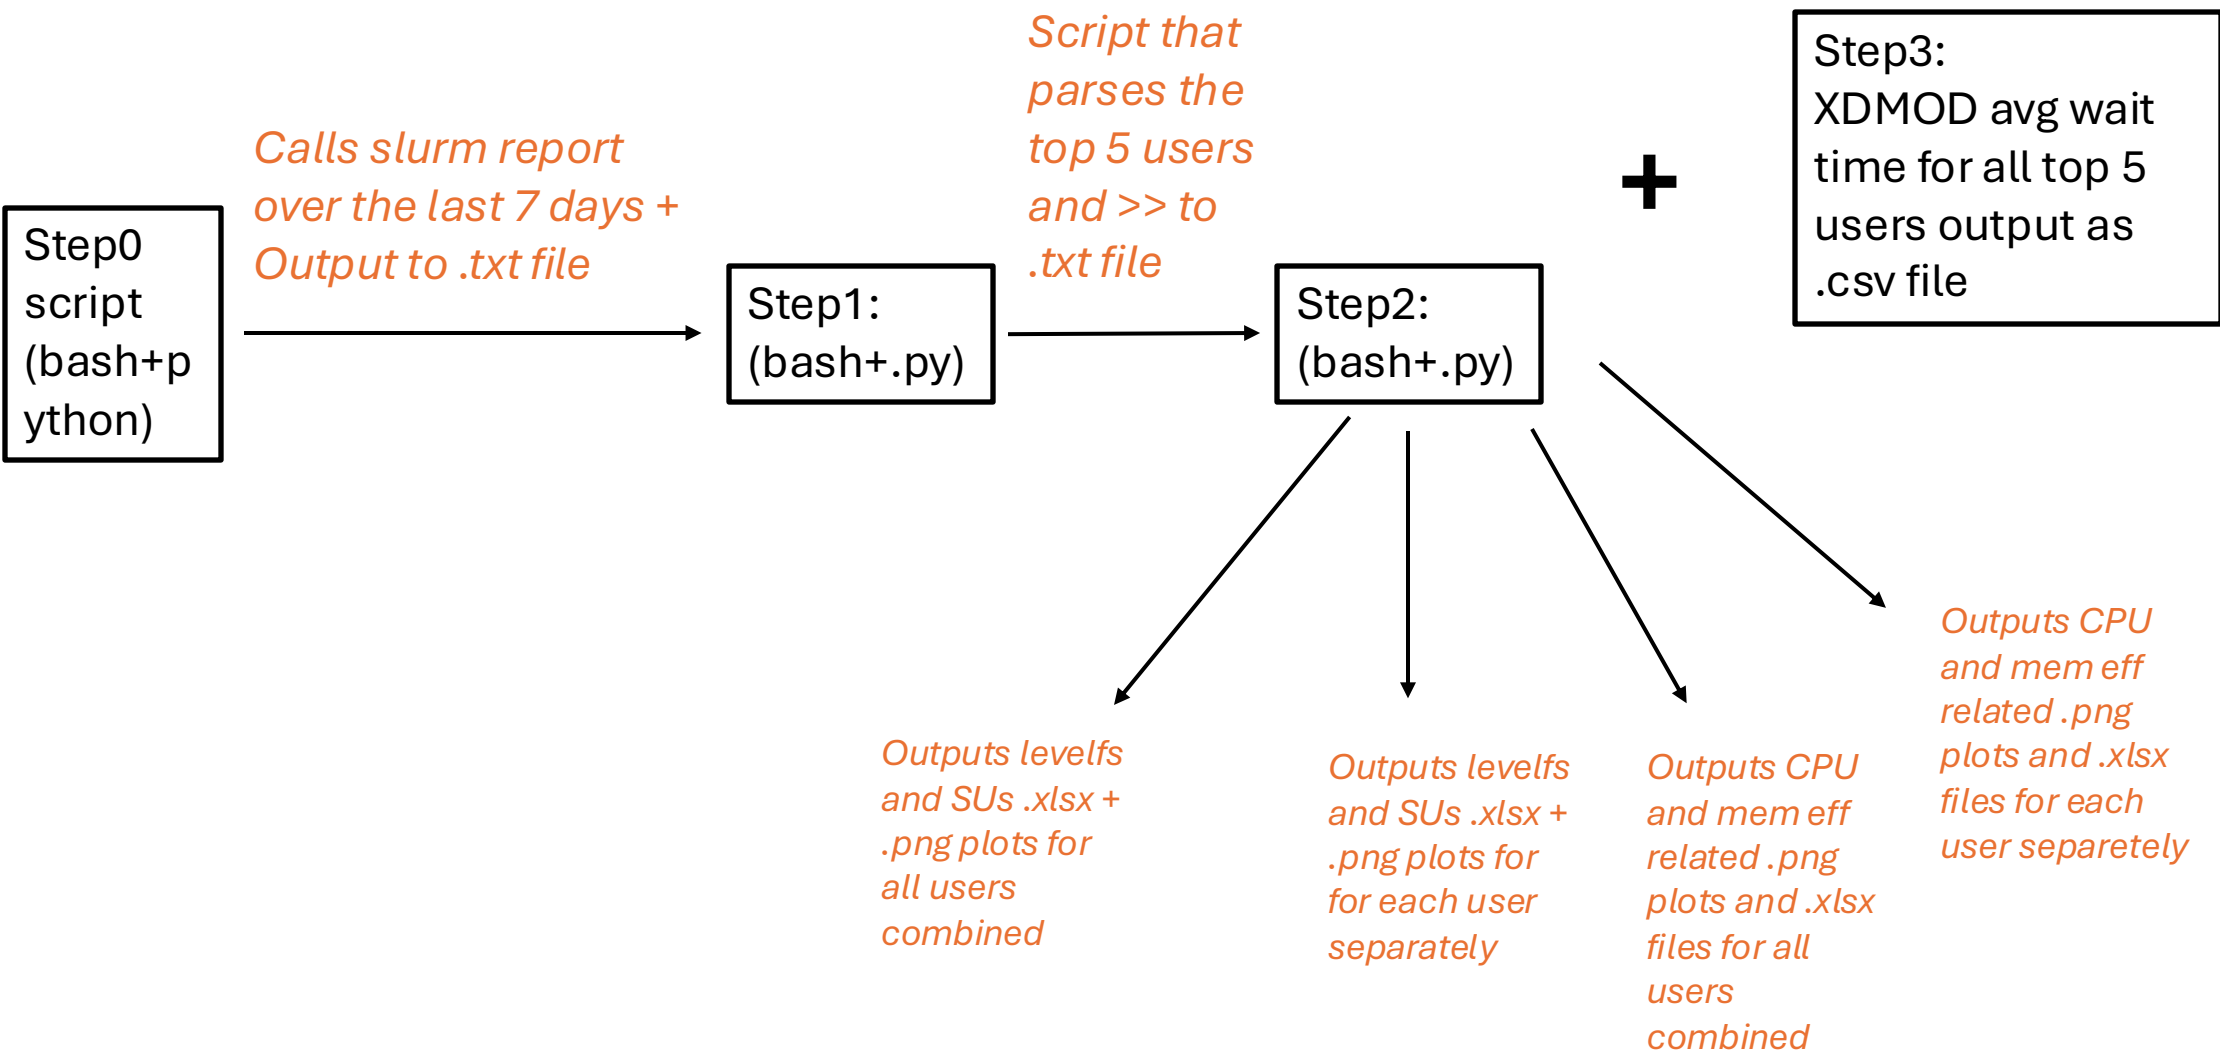 Step0
script
(bash+p
ython)
Calls slurm report
over the last 7 days +
Output to .txt file
Step1:
(bash+.py)
Script that
parses the
top 5 users
and >> to
.txt file
Step2:
(bash+.py)
+
Step3:
XDMOD avg wait
time for all top 5
users output as
.csv file
Outputs levelfs
and SUs .xlsx +
.png plots for
all users
combined
Outputs levelfs
and SUs .xlsx +
.png plots for
for each user
separately
Outputs CPU
and mem eff
related .png
plots and .xlsx
files for all
users
combined
Outputs CPU
and mem eff
related .png
plots and .xlsx
files for each
user separetely